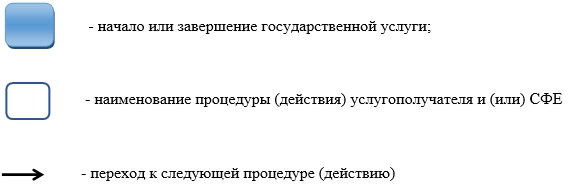 - начало или завершение государственной услуги;
- наименование процедуры (действия) услугополучателя и (или) СФЕ
- переход к следующей процедуре (действию)